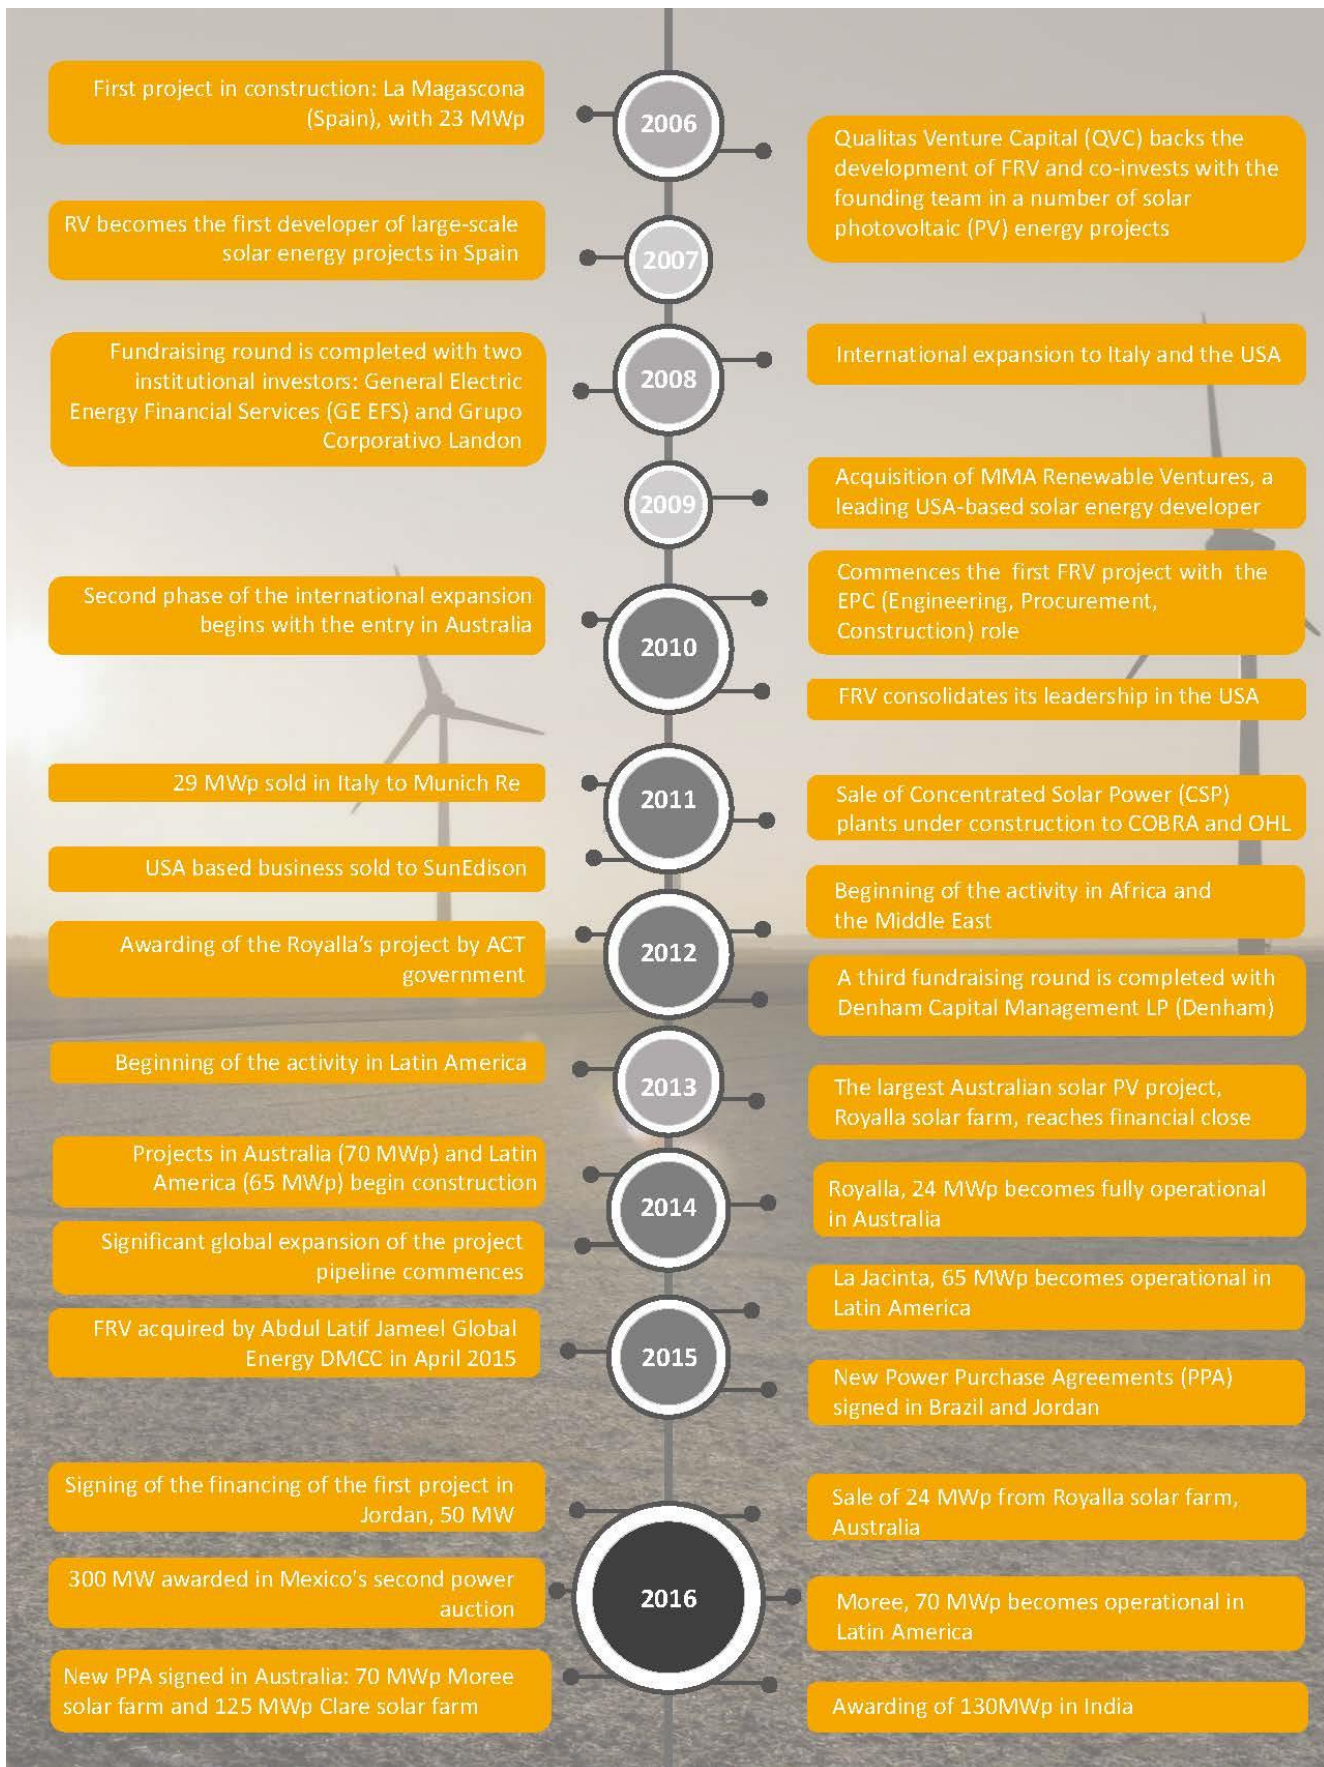 First project in construction: La Magascona
(Spain), with 23 MWp
2006
Qualitas Venture Capital (QVC) backs the
development of FRV and co-invests with the
founding team in a number of solar
photovoltaic (PV) energy projects
RV becomes the first developer of large-scale
solar energy projects in Spain
2007
Fundraising round is completed with two
institutional investors: General Electric
Energy Financial Services (GE EFS) and Grupo
Corporativo Landon
2008
International expansion to Italy and the USA
2009
Acquisition of MMA Renewable Ventures, a
leading USA-based solar energy developer
Second phase of the international expansion
begins with the entry in Australia
2010
Commences the first FRV project with the
EPC (Engineering, Procurement,
Construction) role
FRV consolidates its leadership in the USA
29 MWp sold in Italy to Munich Re
2011
Sale of Concentrated Solar Power (CSP)
plants under construction to COBRA and OHL
USA based business sold to SunEdison
Awarding of the Royalla's project by ACT
government
2012
Beginning of the activity in Africa and
the Middle East
A third fundraising round is completed with
Denham Capital Management LP (Denham)
Beginning of the activity in Latin America
2013
The largest Australian solar PV project,
Royalla solar farm, reaches financial close
Projects in Australia (70 MWp) and Latin
America (65 MWp) begin construction
2014
Royalla, 24 MWp becomes fully operational
in Australia
Significant global expansion of the project
pipeline commences
La Jacinta, 65 MWp becomes operational in
Latin America
FRV acquired by Abdul Latif Jameel Global
Energy DMCC in April 2015
2015
New Power Purchase Agreements (PPA)
signed in Brazil and Jordan
Signing of the financing of the first project in
Jordan, 50 MW
Sale of 24 MWp from Royalla solar farm,
Australia
300 MW awarded in Mexico's second power
auction
2016
Moree, 70 MWp becomes operational in
Latin America
New PPA signed in Australia: 70 MWp Moree
solar farm and 125 MWp Clare solar farm
Awarding of 130MWp in India